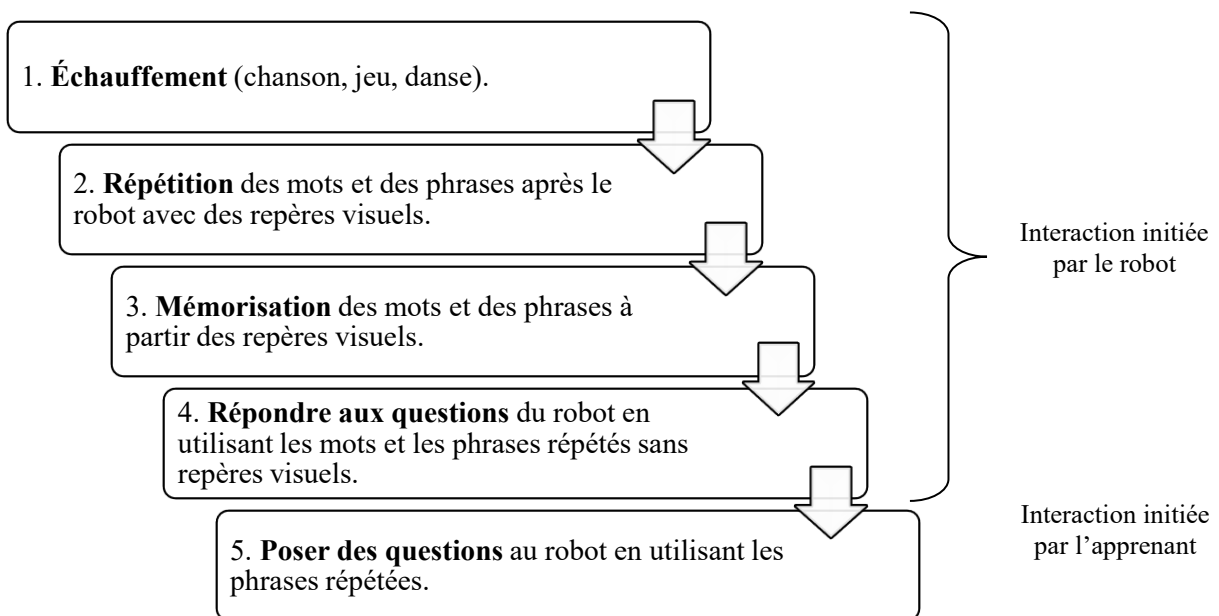 1. Échauffement (chanson, jeu, danse).
2. Répétition des mots et des phrases après le
robot avec des repères visuels.
3. Mémorisation des mots et des phrases à
partir des repères visuels.
4. Répondre aux questions du robot en
utilisant les mots et les phrases répétés sans
repères visuels.
5. Poser des questions au robot en utilisant les
phrases répétées.
Interaction initiée
par le robot
Interaction initiée
par l’apprenant